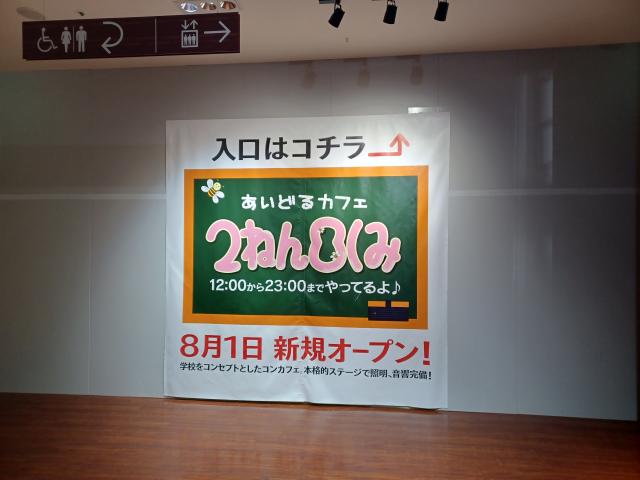 入口はコチラ
あいどるカフェ
2ねん8くみ
12:00から23:00までやってるよ♪
8月1日 新規オープン!
学校をコンセプトとしたコンカフェ。本格的ステージで照明、音響完備!